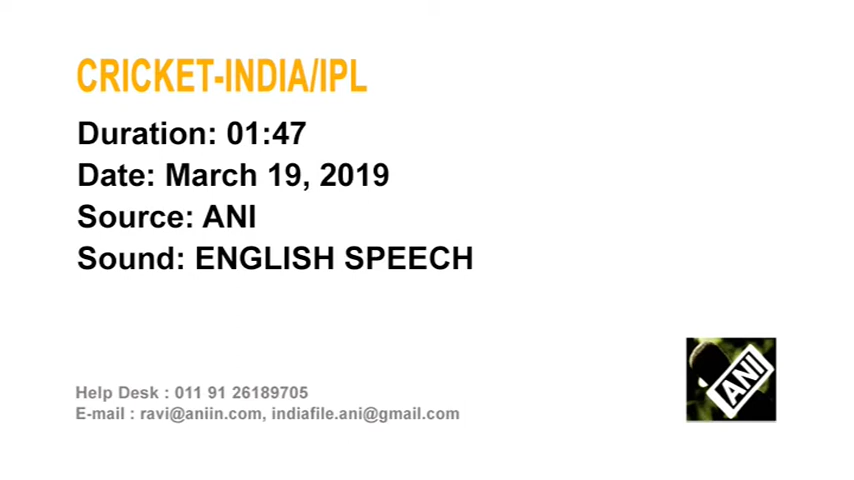 CRICKET-INDIA/IPL
Duration: 01:47
Date: March 19, 2019
Source: ANI
Sound: ENGLISH SPEECH
Help Desk : 011 91 26189705
E-mail : ravi@aniin.com, indiafile.ani@gmail.com
ANI